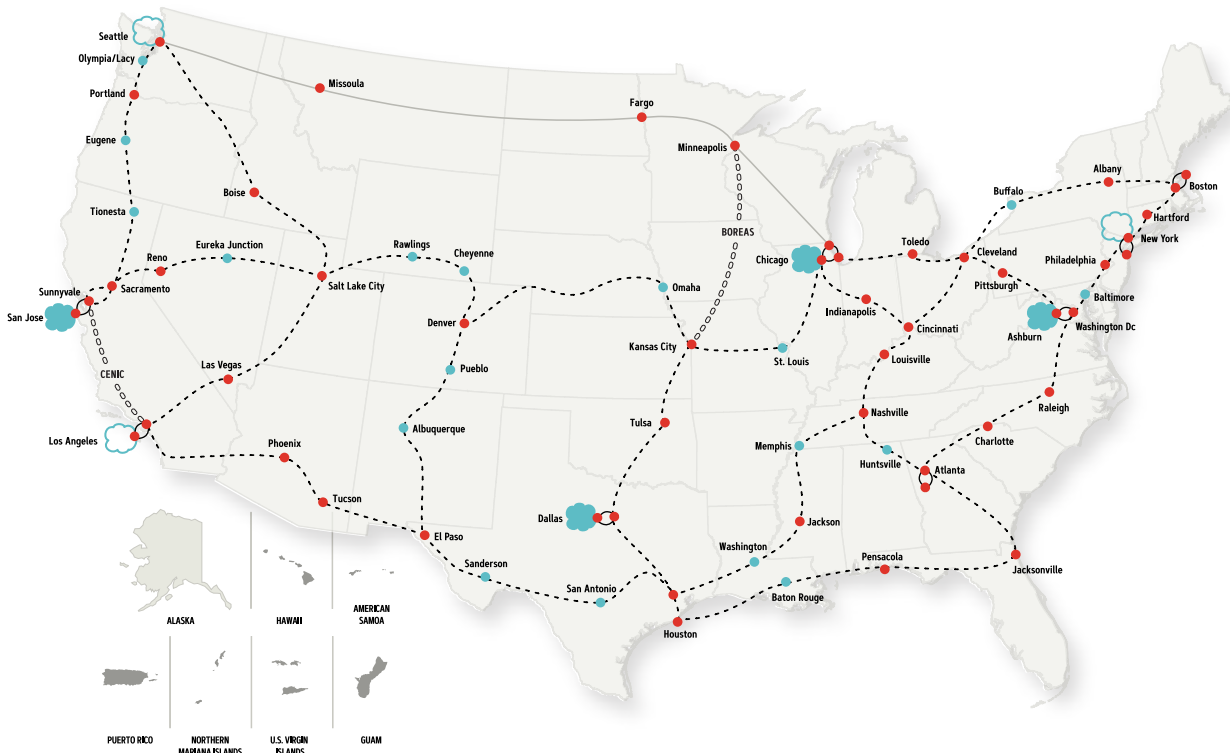 Seattle
Olympia/Lacy
Missoula
Portland
Fargo
Minneapolis
Eugene
Albany
Boston
Boise
Buffalo
Hartford
Tionesta
BOREAS
New York
Eureka Junction
Rawlings
Cheyenne
Toledo
Cleveland
Reno
Chicago
Philadelphia
Pittsburgh
Sunnyvale
Sacramento
Salt Lake City
Omaha
Baltimore
San Jose
Indianapolis
Denver
Cincinnati
Ashburn
Washington Dc
Kansas City
St. Louis
Louisville
Las Vegas
Pueblo
CENIC
Raleigh
Nashville
Tulsa
Albuquerque
Charlotte
Los Angeles
Phoenix
Memphis
Huntsville
Atlanta
Tucson
Dallas
Jackson
El Paso
Washington
Pensacola
Sanderson
Jacksonville
San Antonio
Baton Rouge
Houston
ALASKA
HAWAII
AMERICAN
SAMOA
PUERTO RICO
NORTHERN
MARIANA ISLANDS
U.S. VIRGIN
ISLANDS
GUAM